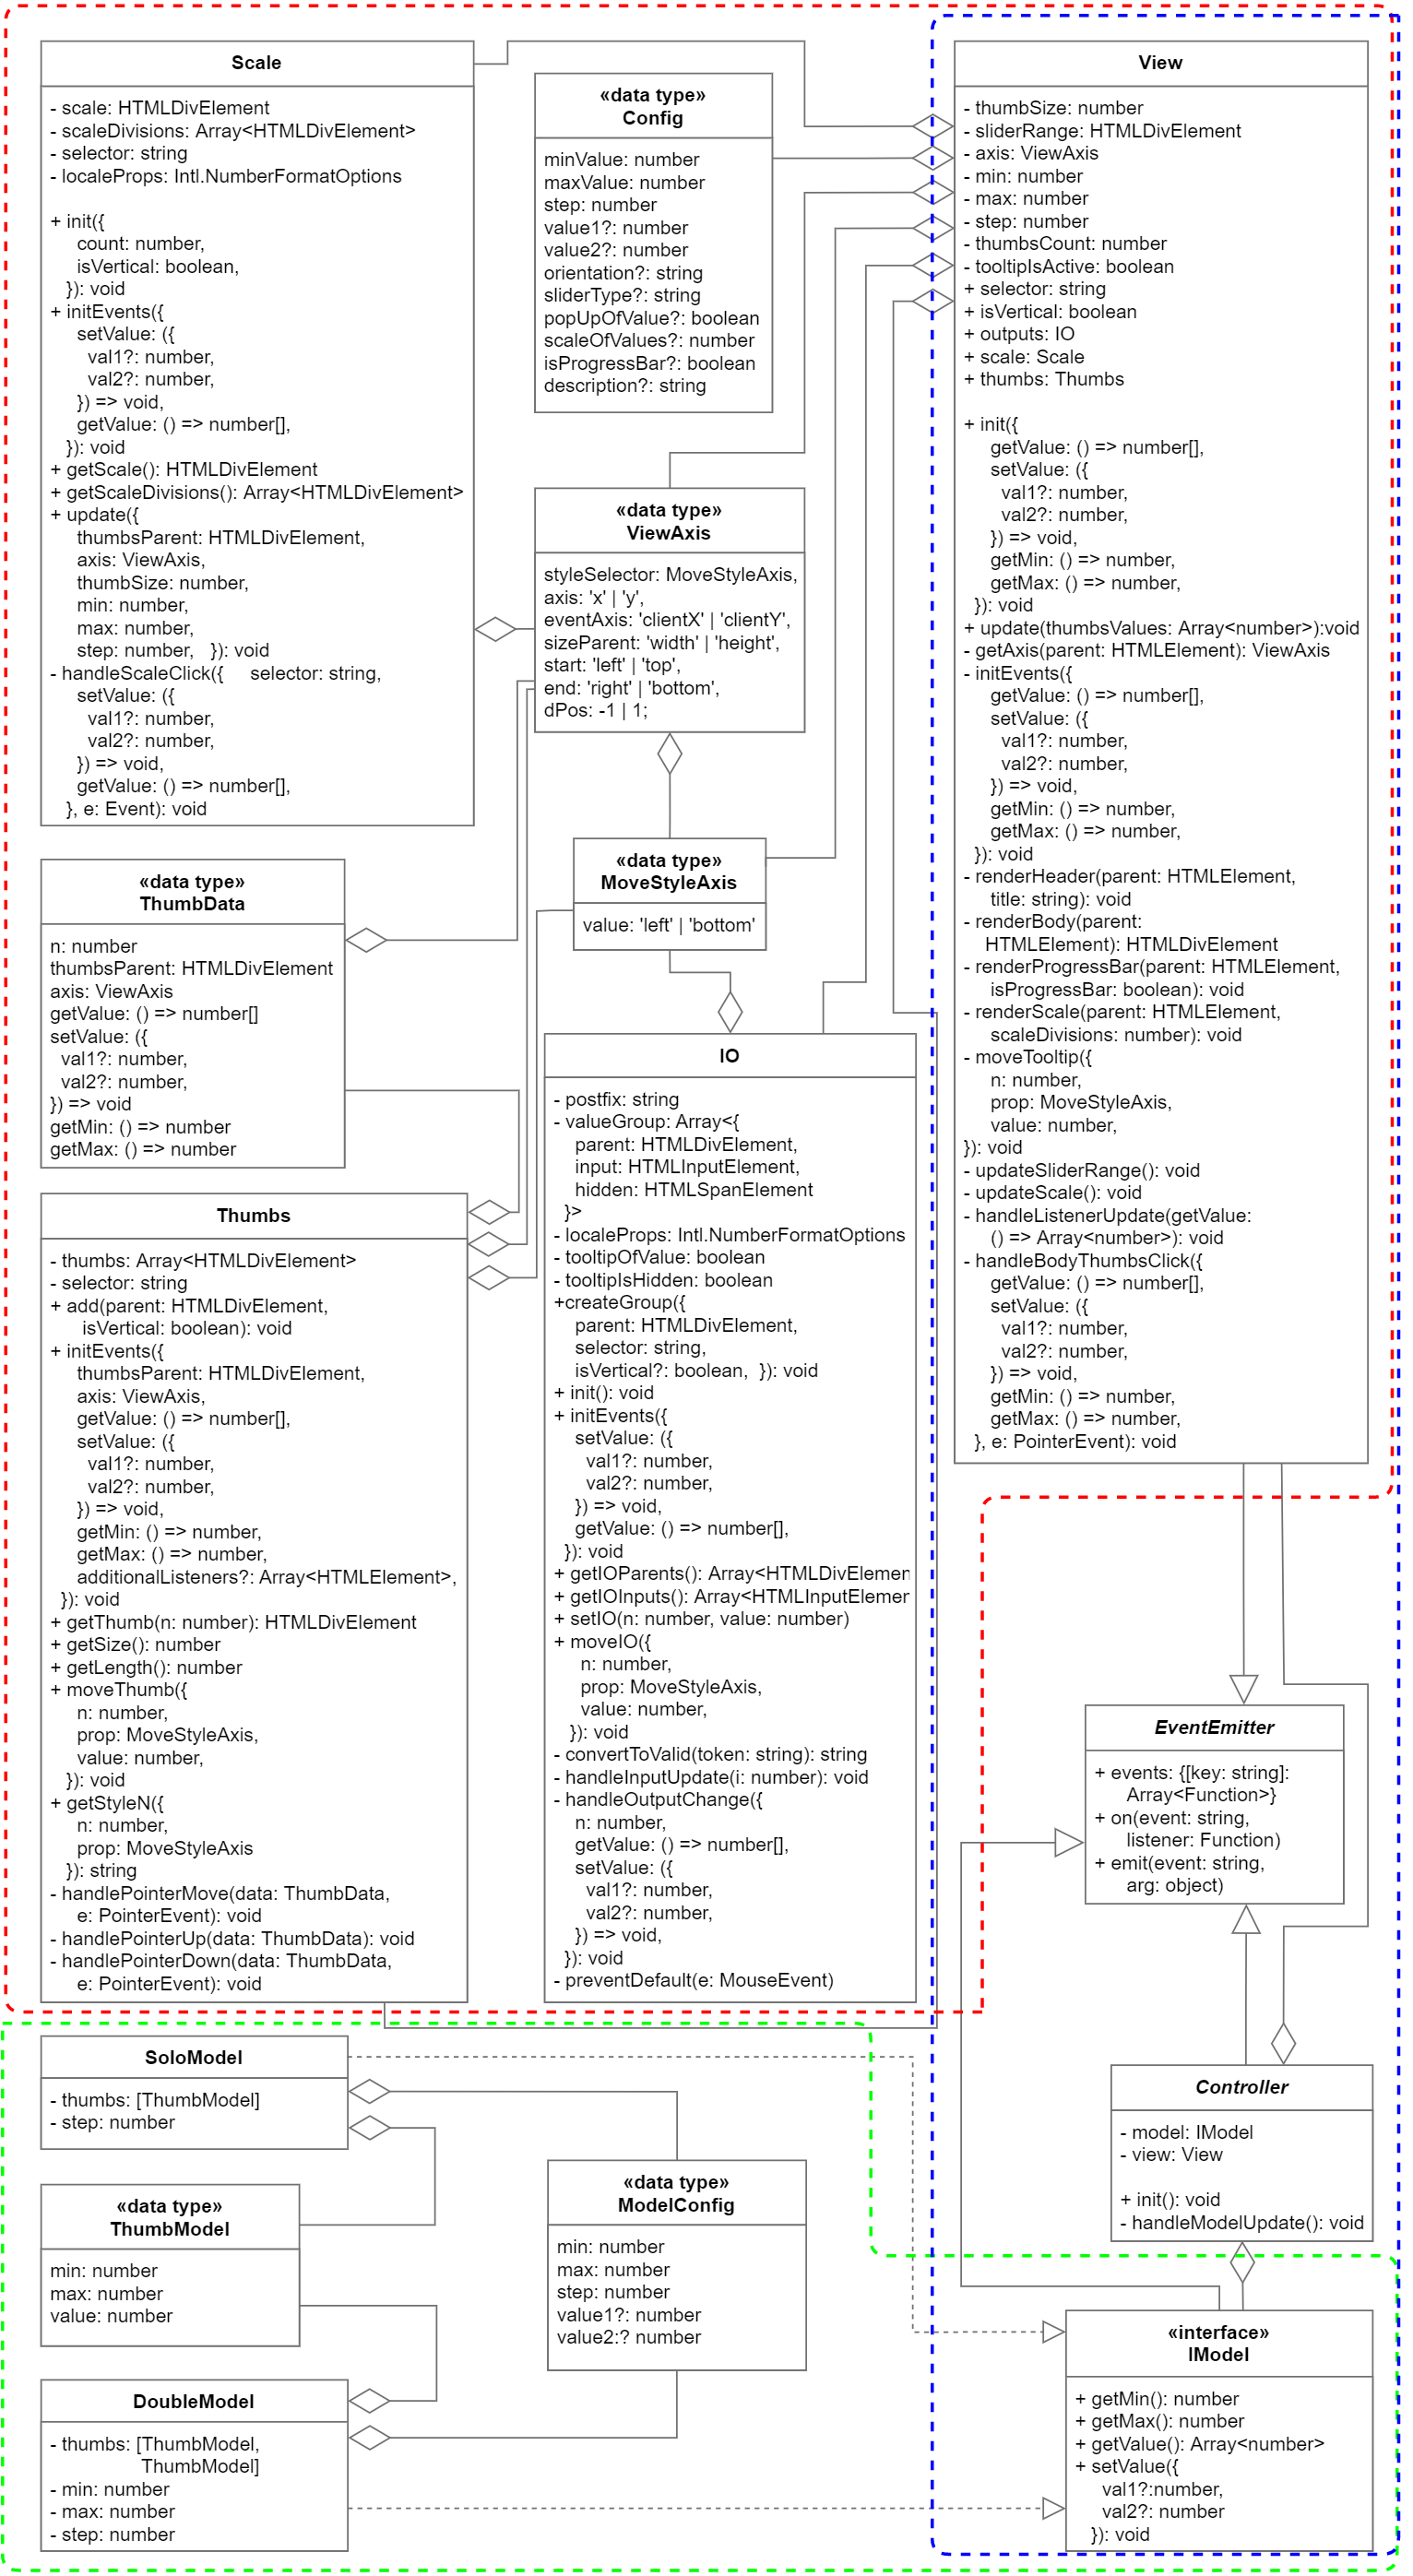 Scale
- scale: HTMLDivElement
- scaleDivisions: Array<HTMLDivElement>
- selector: string
- localeProps: Intl.NumberFormatOptions
+ init({
count: number,
isVertical: boolean,
}): void
+ initEvents({
setValue: ({
val1?: number,
val2?: number,
}) => void,
getValue: () => number[],
}): void
+ getScale(): HTMLDivElement
+ getScaleDivisions(): Array<HTMLDivElement>
+ update({
thumbsParent: HTMLDivElement,
axis: ViewAxis,
thumbSize: number,
min: number,
max: number,
step: number,   }): void
- handleScaleClick({     selector: string,
setValue: ({
val1?: number,
val2?: number,
}) => void,
getValue: () => number[],
}, e: Event): void
«data type»
Config
minValue: number
maxValue: number
step: number
value1?: number
value2?: number
orientation?: string
sliderType?: string
popUpOfValue?: boolean
scaleOfValues?: number
isProgressBar?: boolean
description?: string
«data type»
ViewAxis
styleSelector: MoveStyleAxis,
axis: 'x' | 'y',
eventAxis: 'clientX' | 'clientY',
sizeParent: 'width' | 'height',
start: 'left' | 'top',
end: 'right' | 'bottom',
dPos: -1 | 1;
«data type»
MoveStyleAxis
value: 'left' | 'bottom'
View
- thumbSize: number
- sliderRange: HTMLDivElement
- axis: ViewAxis
- min: number
- max: number
- step: number
- thumbsCount: number
- tooltipIsActive: boolean
+ selector: string
+ isVertical: boolean
+ outputs: IO
+ scale: Scale
+ thumbs: Thumbs
+ init({
getValue: () => number[],
setValue: ({
val1?: number,
val2?: number,
}) => void,
getMin: () => number,
getMax: () => number,
}): void
+ update(thumbsValues: Array<number>):void
- getAxis(parent: HTMLElement): ViewAxis
- initEvents({
getValue: () => number[],
setValue: ({
val1?: number,
val2?: number,
}) => void,
getMin: () => number,
getMax: () => number,
}): void
- renderHeader(parent: HTMLElement,
title: string): void
- renderBody(parent:
HTMLElement): HTMLDivElement
- renderProgressBar(parent: HTMLElement,
isProgressBar: boolean): void
- renderScale(parent: HTMLElement,
scaleDivisions: number): void
- moveTooltip({
n: number,
prop: MoveStyleAxis,
value: number,
}): void
- updateSliderRange(): void
- updateScale(): void
- handleListenerUpdate(getValue:
() => Array<number>): void
- handleBodyThumbsClick({
getValue: () => number[],
setValue: ({
val1?: number,
val2?: number,
}) => void,
getMin: () => number,
getMax: () => number,
}, e: PointerEvent): void
«data type»
ThumbData
n: number
thumbsParent: HTMLDivElement
axis: ViewAxis
getValue: () => number[]
setValue: ({
val1?: number,
val2?: number,
}) => void
getMin: () => number
getMax: () => number
Thumbs
- thumbs: Array<HTMLDivElement>
- selector: string
+ add(parent: HTMLDivElement,
isVertical: boolean): void
+ initEvents({
thumbsParent: HTMLDivElement,
axis: ViewAxis,
getValue: () => number[],
setValue: ({
val1?: number,
val2?: number,
}) => void,
getMin: () => number,
getMax: () => number,
additionalListeners?: Array<HTMLElement>,
}): void
+ getThumb(n: number): HTMLDivElement
+ getSize(): number
+ getLength(): number
+ moveThumb({
n: number,
prop: MoveStyleAxis,
value: number,
}): void
+ getStyleN({
n: number,
prop: MoveStyleAxis
}): string
- handlePointerMove(data: ThumbData,
e: PointerEvent): void
- handlePointerUp(data: ThumbData): void
- handlePointerDown(data: ThumbData,
e: PointerEvent): void
IO
- postfix: string
- valueGroup: Array<{
parent: HTMLDivElement,
input: HTMLInputElement,
hidden: HTMLSpanElement
}>
- localeProps: Intl.NumberFormatOptions
- tooltipOfValue: boolean
- tooltipIsHidden: boolean
+createGroup({
parent: HTMLDivElement,
selector: string,
isVertical?: boolean,  }): void
+ init(): void
+ initEvents({
setValue: ({
val1?: number,
val2?: number,
}) => void,
getValue: () => number[],
}): void
+ getIOParents(): Array<HTMLDivElemen
+ getIOInputs(): Array<HTMLInputElemer
+ setIO(n: number, value: number)
+ moveIO({
n: number,
prop: MoveStyleAxis,
value: number,
}): void
- convertToValid(token: string): string
- handleInputUpdate(i: number): void
- handleOutputChange({
n: number,
getValue: () => number[],
setValue: ({
val1?: number,
val2?: number,
}) => void,
}): void
- preventDefault(e: MouseEvent)
EventEmitter
+ events: {[key: string]:
Array<Function>}
+ on(event: string,
listener: Function)
+ emit(event: string,
arg: object)
Controller
- model: IModel
- view: View
+ init(): void
- handleModelUpdate(): void
SoloModel
- thumbs: [ThumbModel]
- step: number
«data type»
ThumbModel
min: number
max: number
value: number
DoubleModel
- thumbs: [ThumbModel,
ThumbModel]
- min: number
- max: number
- step: number
«data type»
ModelConfig
min: number
max: number
step: number
value1?: number
value2:? number
«interface»
IModel
+ getMin(): number
+ getMax(): number
+ getValue(): Array<number>
+ setValue({
val1?:number,
val2?: number
}): void